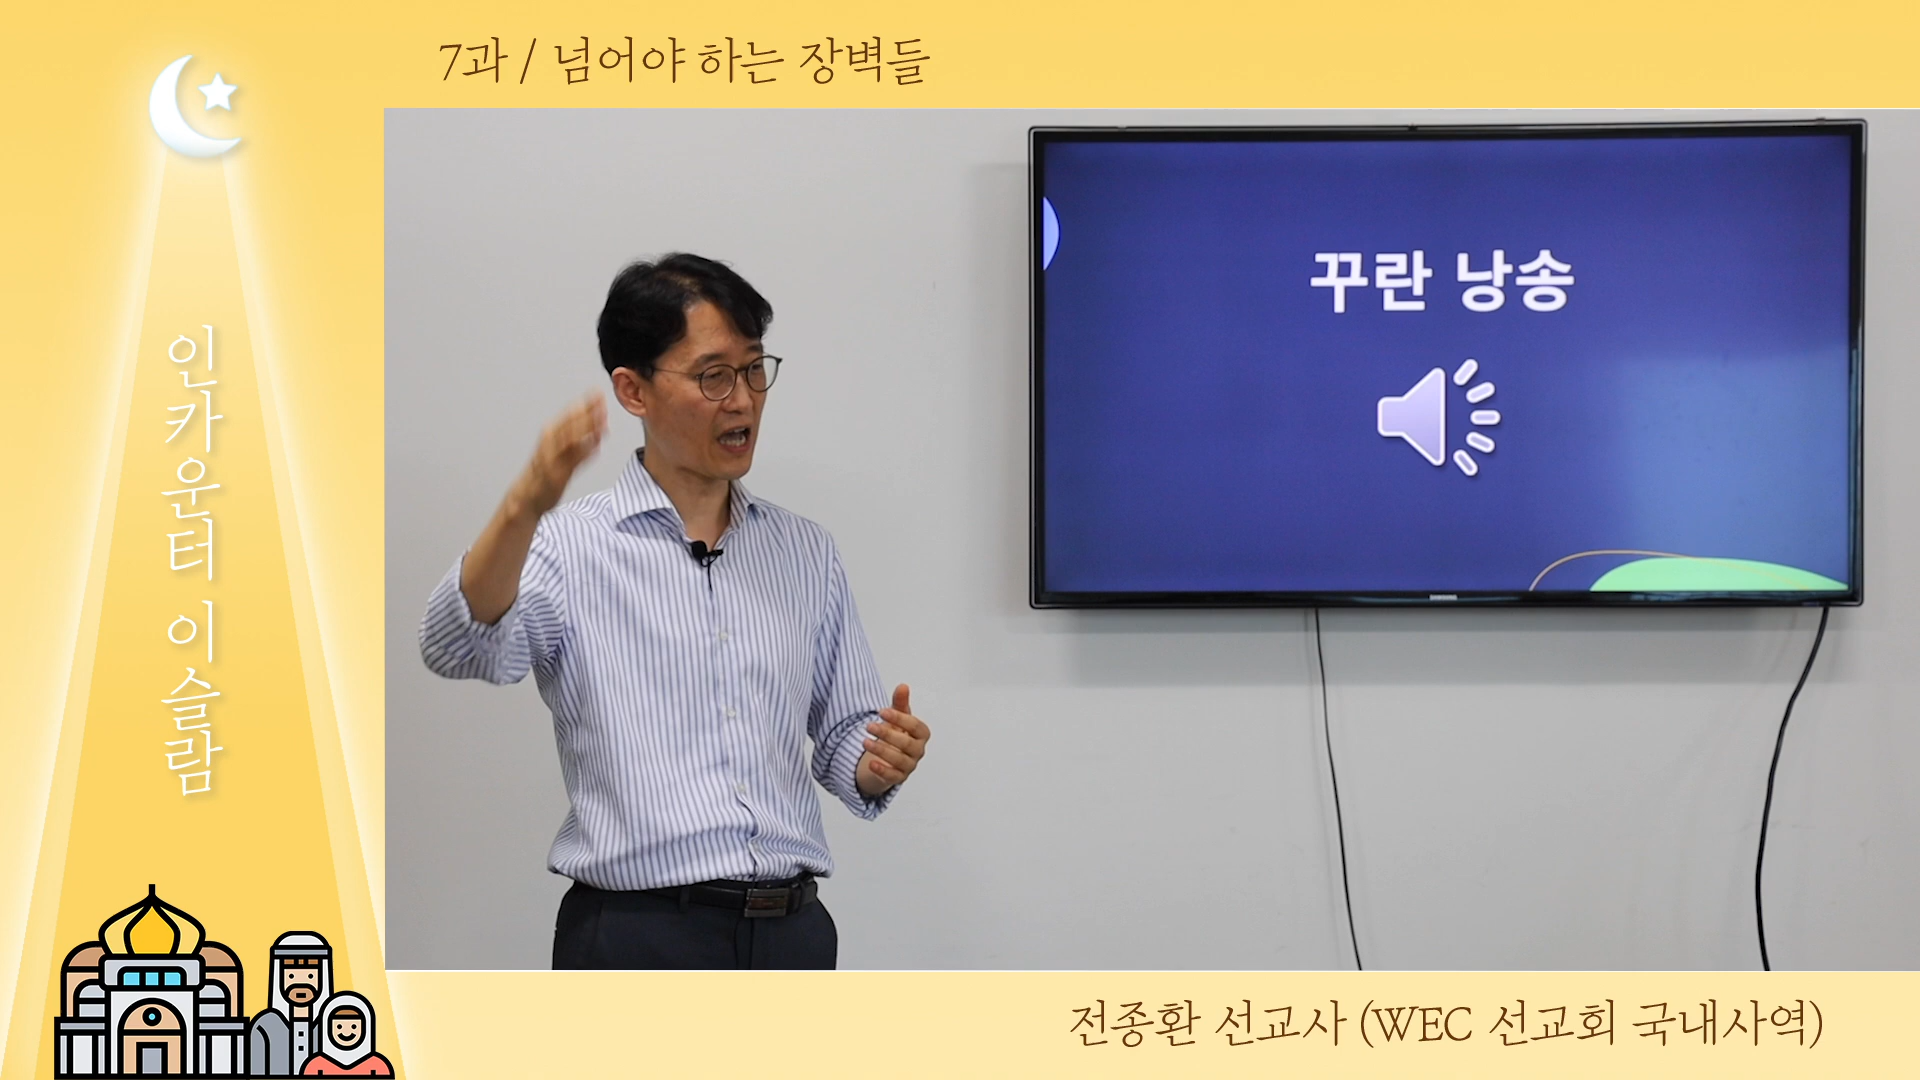 7과 / 넘어야 하는 장벽들
인카운터 이슬람
꾸란 낭송
SAMSUNG
전종환 선교사 (WEC 선교회 국내사역)